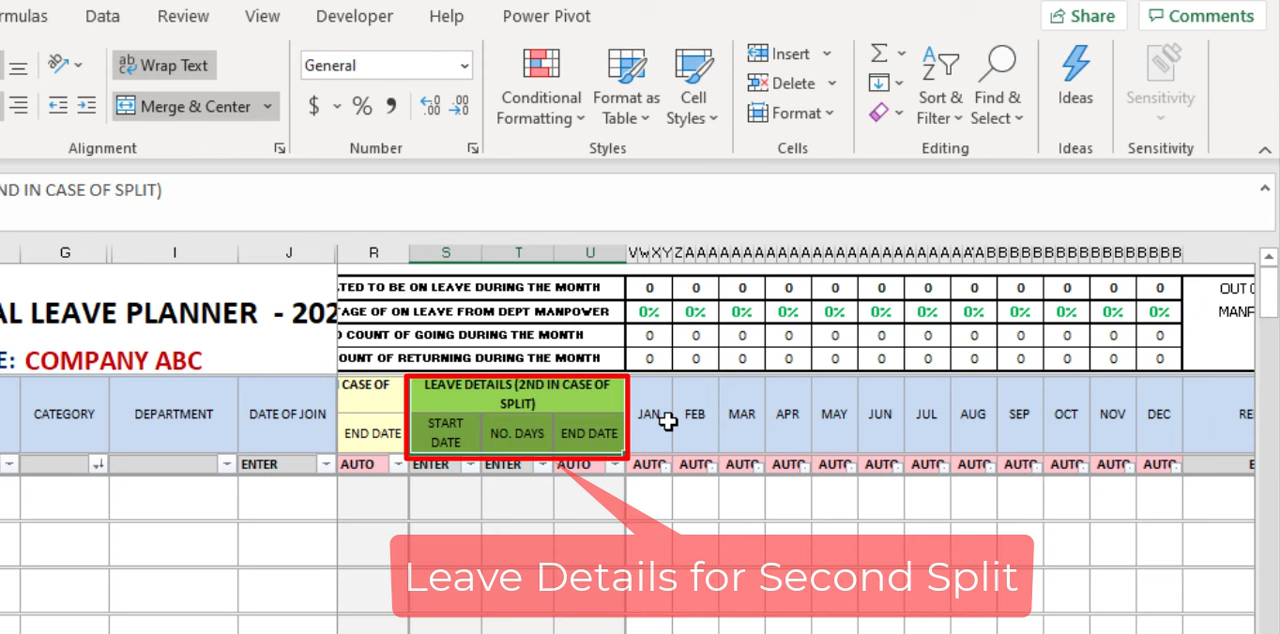 rmulas Data Review View Developer Help Power Pivot Share Comments
Wrap Text General Insert
Merge & Center $ % Conditional Formatting Format as Table Cell Styles Delete Format Sort & Filter Find & Select Ideas Sensitivity
Alignment Number Styles Cells Editing Ideas Sensitivity
ND IN CASE OF SPLIT)
G I J R S T U
TED TO BE ON LEAVE DURING THE MONTH 0 0 0 0 0 0 0 0 0 0 0 0
AL LEAVE PLANNER - 202 TAGE OF ON LEAVE FROM DEPT MANPOWER 0% 0% 0% 0% 0% 0% 0% 0% 0% 0% 0% 0% MANF
COUNT OF GOING DURING THE MONTH 0 0 0 0 0 0 0 0 0 0 0 0
E: COMPANY ABC OUNT OF RETURNING DURING THE MONTH 0 0 0 0 0 0 0 0 0 0 0 0
CASE OF LEAVE DETAILS (2ND IN CASE OF
SPLIT)
CATEGORY DEPARTMENT DATE OF JOIN JAN FEB MAR APR MAY JUN JUL AUG SEP OCT NOV DEC RE
END DATE START DATE NO. DAYS END DATE
ENTER AUTO ENTER ENTER AUTO
Leave Details for Second Split